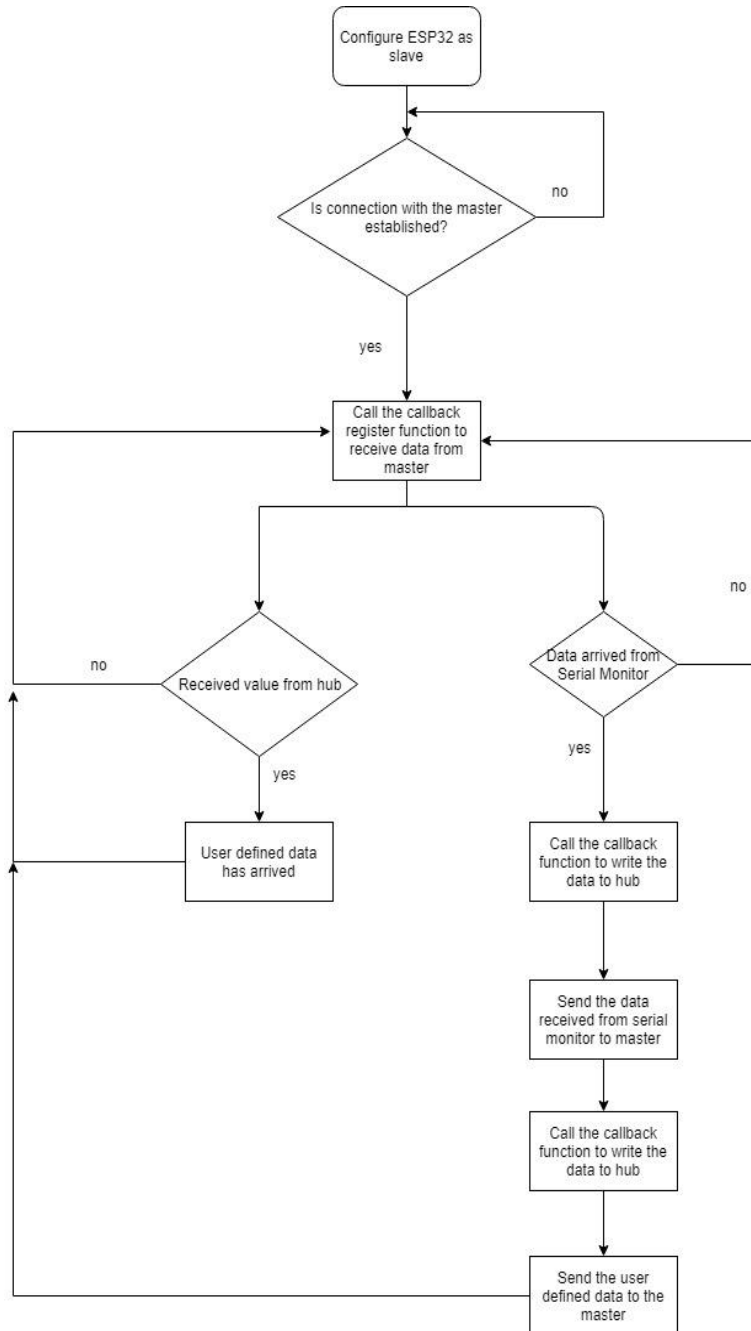 Configure ESP32 as
slave
no
Is connection with the master
established?
yes
Call the callback
register function to
receive data from
master
no
no
Received value from hub
Data arrived from
Serial Monitor
yes
yes
User defined data
has arrived
Call the callback
function to write the
data to hub
Send the data
received from serial
monitor to master
Call the callback
function to write the
data to hub
Send the user
defined data to the
master